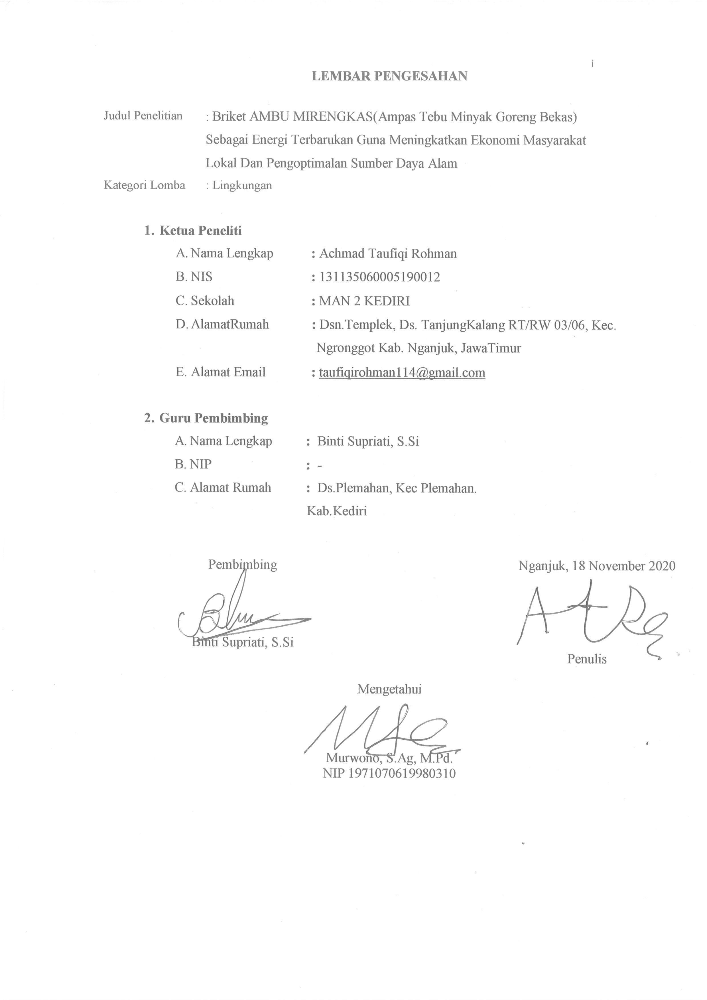 i
LEMBAR PENGESAHAN
Judul Penelitian : Briket AMBU MIRENGKAS(Ampas Tebu Minyak Goreng Bekas)
Sebagai Energi Terbarukan Guna Meningkatkan Ekonomi Masyarakat
Lokal Dan Pengoptimalan Sumber Daya Alam
Kategori Lomba : Lingkungan
1. Ketua Peneliti
A. Nama Lengkap : Achmad Taufiqi Rohman
B. NIS : 131135060005190012
C. Sekolah : MAN 2 KEDIRI
D. AlamatRumah : Dsn.Templek, Ds. TanjungKalang RT/RW 03/06, Kec.
Ngronggot Kab. Nganjuk, JawaTimur
E. Alamat Email : taufiqirohman114@gmail.com
2. Guru Pembimbing
A. Nama Lengkap : Binti Supriati, S.Si
B. NIP : -
C. Alamat Rumah : Ds.Plemahan, Kec Plemahan.
Kab.Kediri
Pembimbing
Nganjuk, 18 November 2020
Binti Supriati, S.Si
Penulis
Mengetahui
Murwono, S.Ag, M.Pd.
NIP 1971070619980310